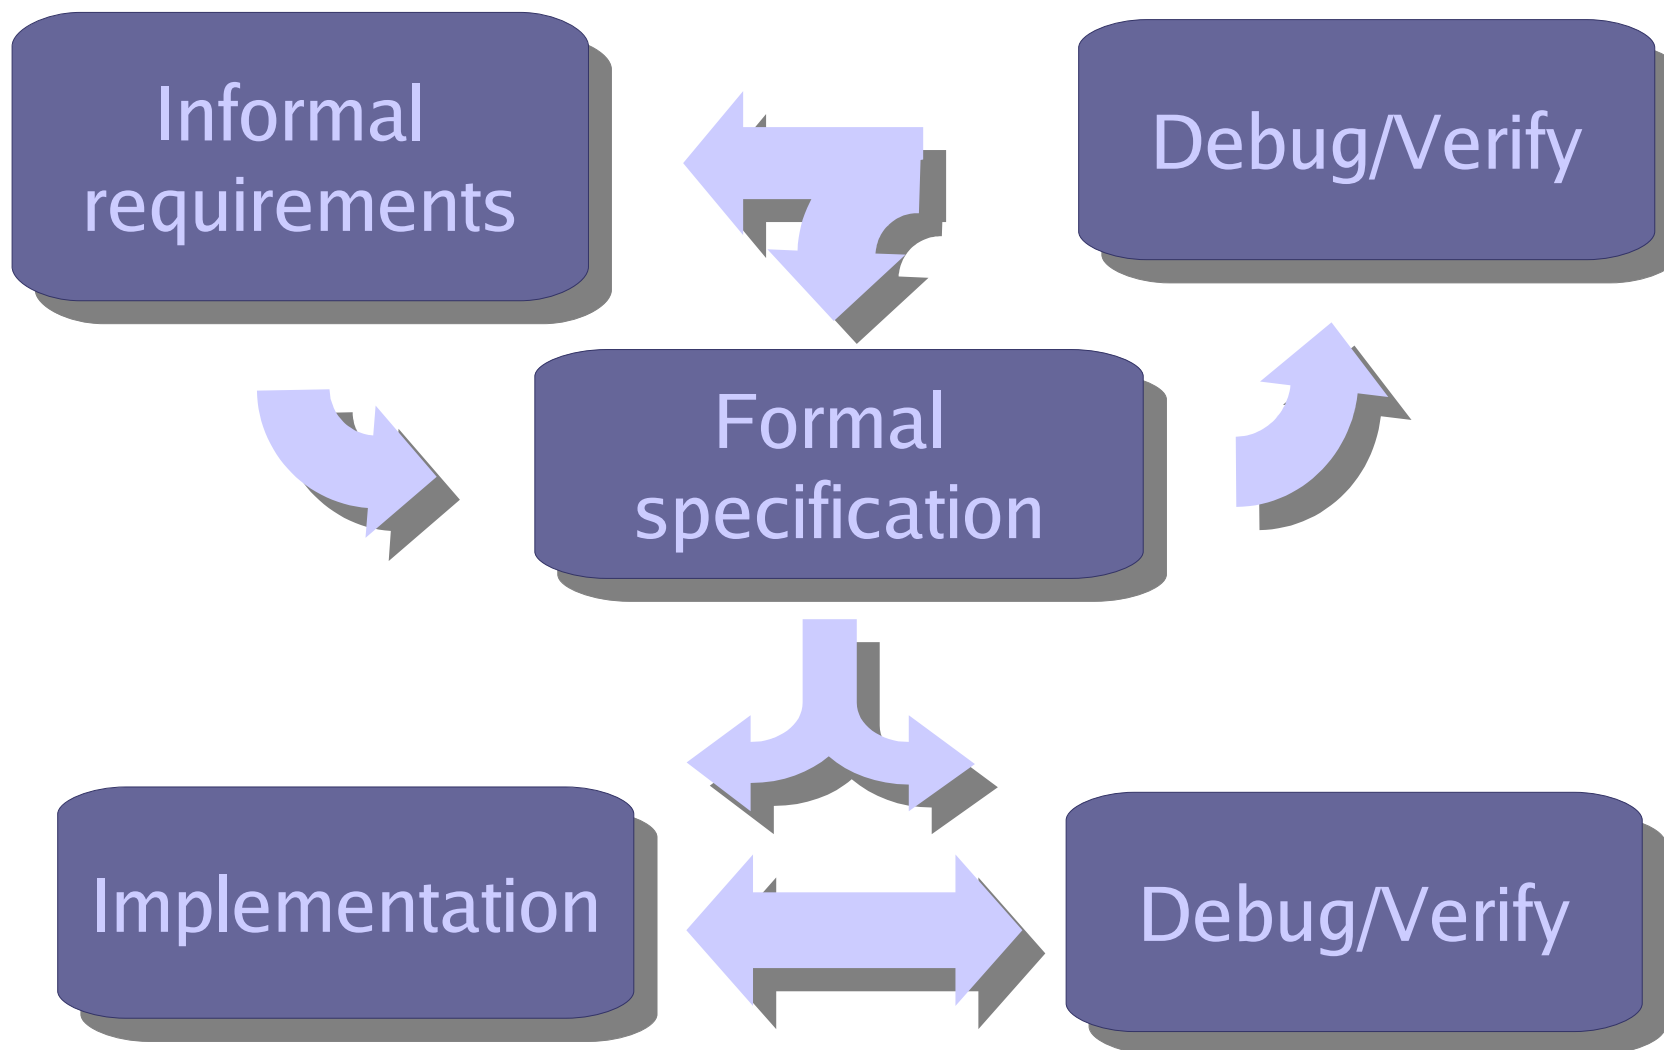 Informal
requirements
Debug/Verify
Formal
specification
Implementation
Debug/Verify